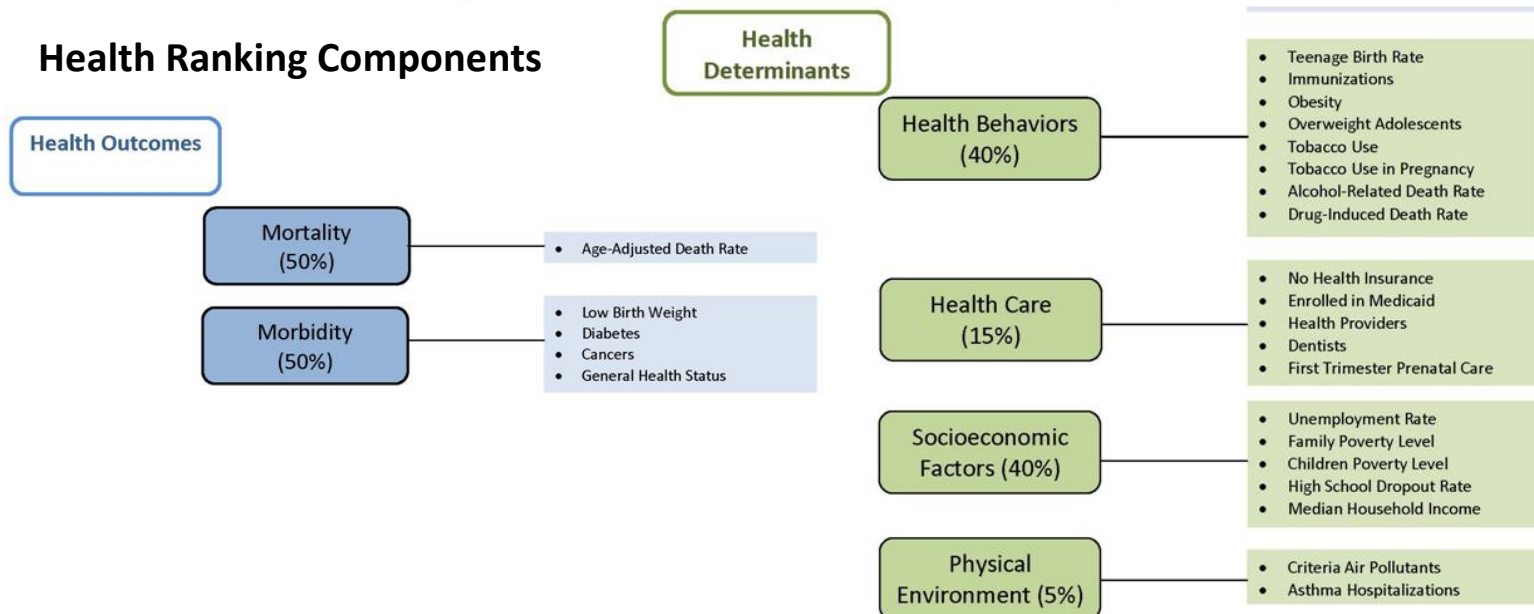 Health Ranking Components
Health Outcomes
Mortality
(50%)
• Age-Adjusted Death Rate
Morbidity
(50%)
• Low Birth Weight
• Diabetes
• Cancers
• General Health Status
Health
Determinants
Health Behaviors
(40%)
• Teenage Birth Rate
• Immunizations
• Obesity
• Overweight Adolescents
• Tobacco Use
• Tobacco Use in Pregnancy
• Alcohol-Related Death Rate
• Drug-Induced Death Rate
Health Care
(15%)
• No Health Insurance
• Enrolled in Medicaid
• Health Providers
• Dentists
• First Trimester Prenatal Care
Socioeconomic
Factors (40%)
• Unemployment Rate
• Family Poverty Level
• Children Poverty Level
• High School Dropout Rate
• Median Household Income
Physical
Environment (5%)
• Criteria Air Pollutants
• Asthma Hospitalizations